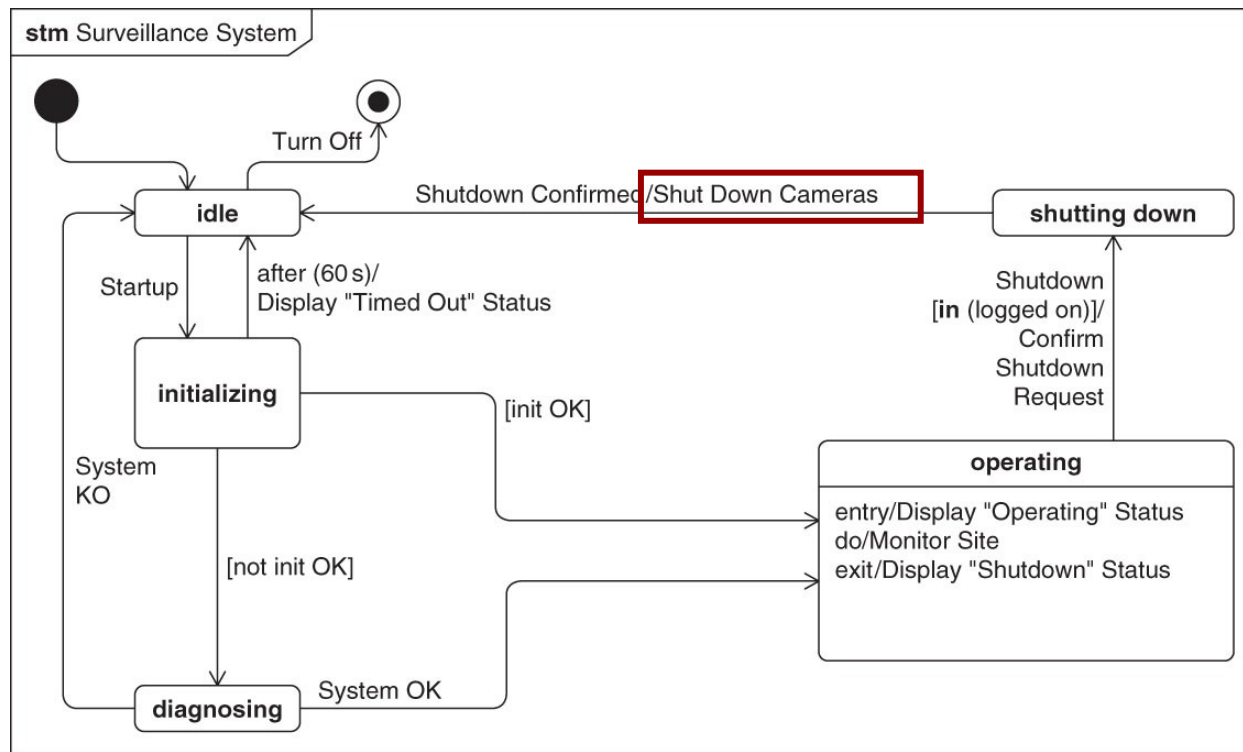 stm Surveillance System
Turn Off
idle
Shutdown Confirmed/Shut Down Cameras
shutting down
Startup
after (60 s)/
Display "Timed Out" Status
Shutdown
[in (logged on)]/
Confirm
Shutdown
Request
initializing
[init OK]
System
KO
operating
entry/Display "Operating" Status
do/Monitor Site
exit/Display "Shutdown" Status
[not init OK]
System OK
diagnosing